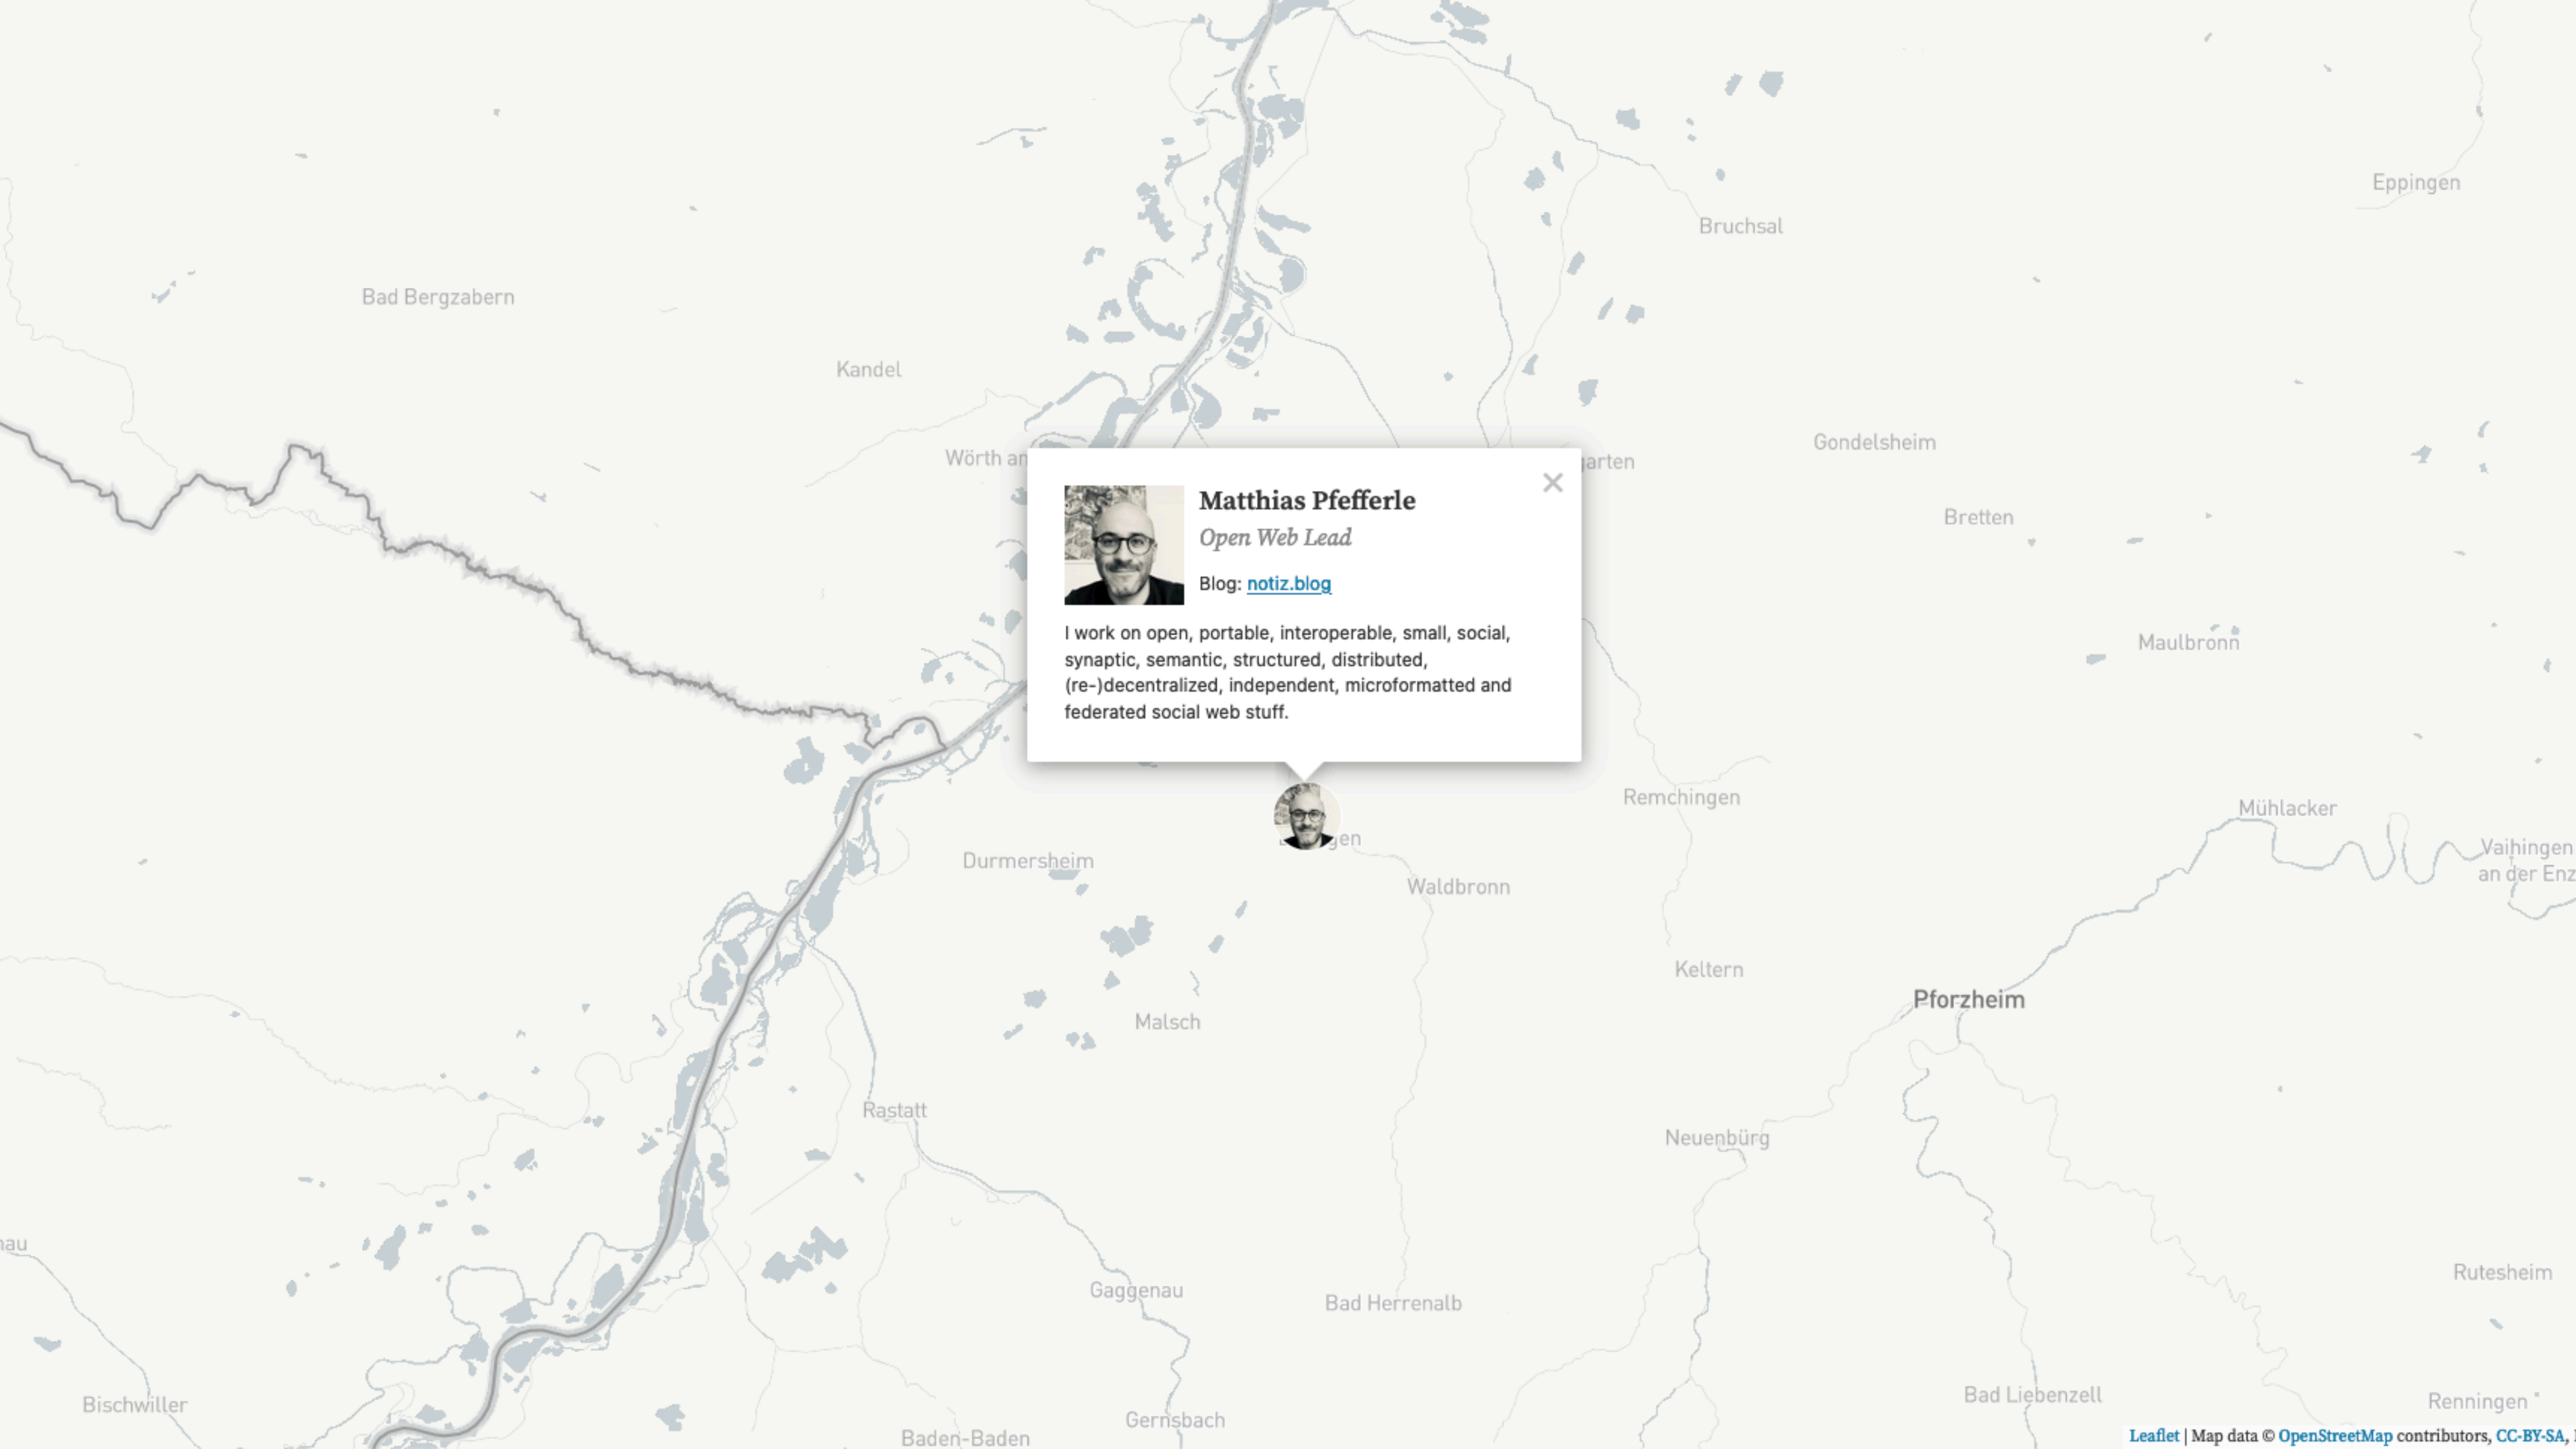 Eppingen
Bruchsal
Bad Bergzabern
Kandel
Gondelsheim
Wörth an
garten
Bretten
Matthias Pfefferle
Open Web Lead
Blog: notiz.blog
I work on open, portable, interoperable, small, social,
synaptic, semantic, structured, distributed,
(re-)decentralized, independent, microformatted and
federated social web stuff.
Maulbronn
Remchingen
Mühlacker
Vaihingen
an der Enz
gen
Durmersheim
Waldbronn
Keltern
Pforzheim
Malsch
Rastatt
Neuenbürg
nau
Rutesheim
Gaggenau
Bad Herrenalb
Bad Liebenzell
Renningen
Bischwiller
Gernsbach
Baden-Baden
Leaflet | Map data © OpenStreetMap contributors, CC-BY-SA,